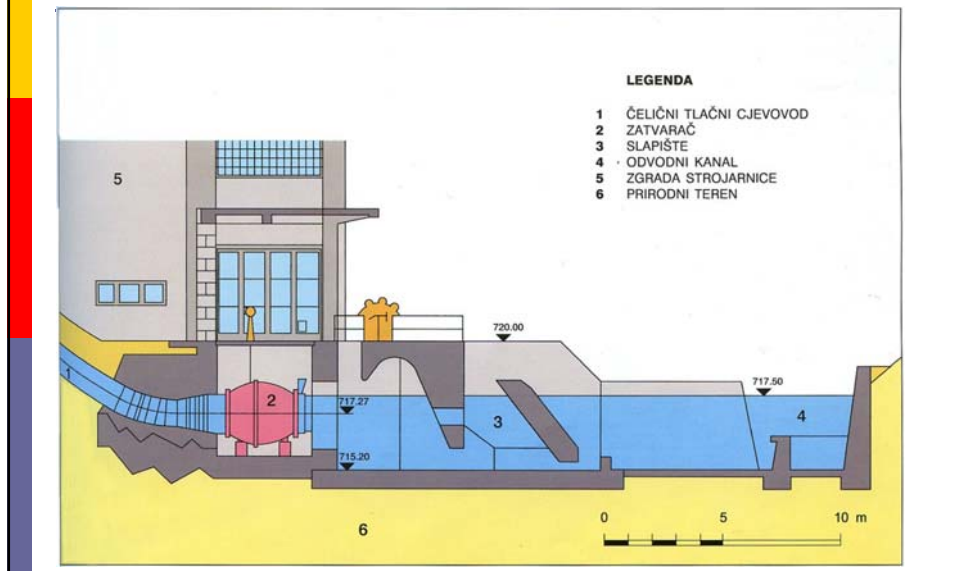 LEGENDA
1 ČELIČNI TLAČNI CJEVOVOD
2 ZATVARAČ
3 SLAPIŠTE
4 ODVODNI KANAL
5 ZGRADA STROJARNICE
6 PRIRODNI TEREN
5
720.00
1
2
717.27
717.50
3
4
715.20
6
0 5 10 m